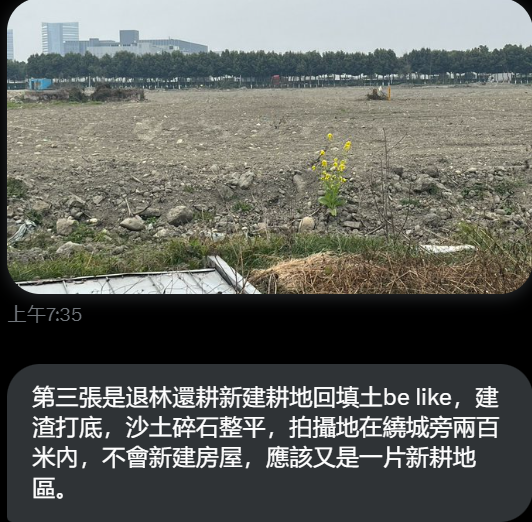 上午7:35
第三張是退林還耕新建耕地回填土be like，建
渣打底，沙土碎石整平，拍攝地在繞城旁兩百
米內，不會新建房屋，應該又是一片新耕地
區。